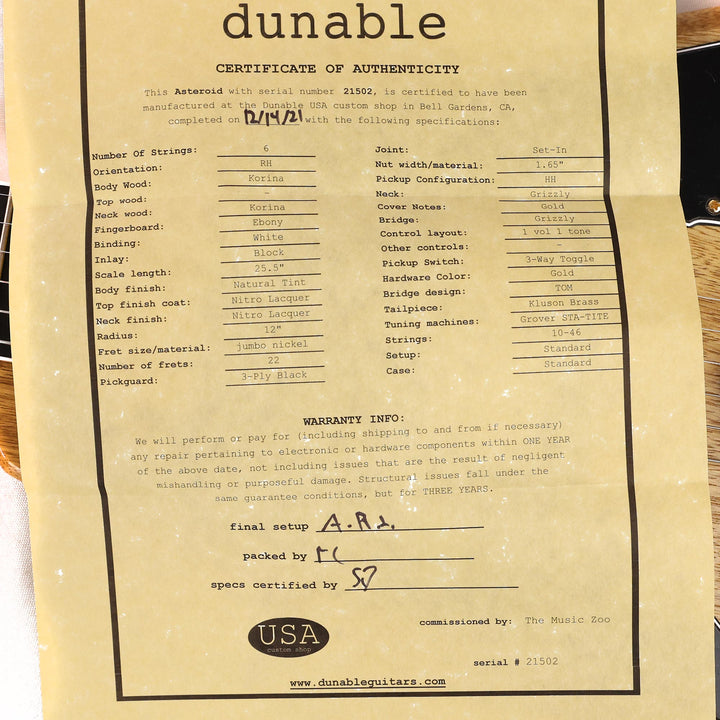 dunable
CERTIFICATE OF AUTHENTICITY
This Asteroid with serial number 21502, is certified to have been
manufactured at the Dunable USA custom shop in Bell Gardens, CA,
completed on 12/14/21 with the following specifications:
Number Of Strings: 6
Orientation: RH
Body Wood: Korina
Top wood: -
Neck wood: Korina
Fingerboard: Ebony
Binding: White
Inlay: Block
Scale length: 25.5"
Body finish: Natural Tint
Top finish coat: Nitro Lacquer
Neck finish: Nitro Lacquer
Radius: 12"
Fret size/material: jumbo nickel
Number of frets: 22
Pickguard: 3-Ply Black
Joint: Set-In
Nut width/material: 1.65"
Pickup Configuration: HH
Neck: Grizzly
Cover Notes: Gold
Bridge: Grizzly
Control layout: 1 vol 1 tone
Other controls: -
Pickup Switch: 3-Way Toggle
Hardware Color: Gold
Bridge design: TOM
Tailpiece: Kluson Brass
Tuning machines: Grover STA-TITE
Strings: 10-46
Setup: Standard
Case: Standard
WARRANTY INFO:
We will perform or pay for (including shipping to and from if necessary)
any repair pertaining to electronic or hardware components within ONE YEAR
of the above date, not including issues that are the result of negligent
mishandling or purposeful damage. Structural issues fall under the
same guarantee conditions, but for THREE YEARS.
final setup
packed by
specs certified by
USA
custom shop
commissioned by: The Music Zoo
serial # 21502
www.dunableguitars.com